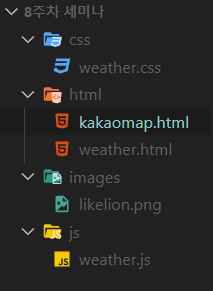 8주차 세미나
css
weather.css
html
kakaomap.html
weather.html
images
likelion.png
js
JS weather.js